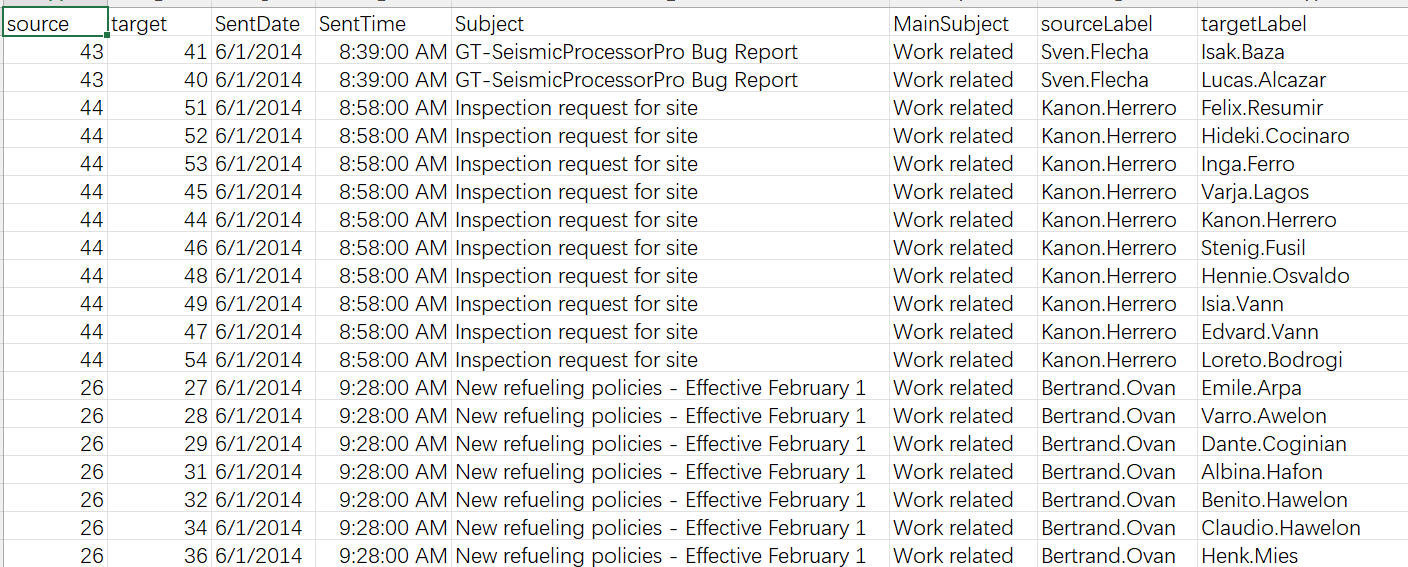 source target SentDate SentTime Subject MainSubject sourceLabel targetLabel
43 41 6/1/2014 8:39:00 AM GT-SeismicProcessorPro Bug Report Work related Sven.Flecha Isak.Baza
43 40 6/1/2014 8:39:00 AM GT-SeismicProcessorPro Bug Report Work related Sven.Flecha Lucas.Alcazar
44 51 6/1/2014 8:58:00 AM Inspection request for site Work related Kanon.Herrero Felix.Resumir
44 52 6/1/2014 8:58:00 AM Inspection request for site Work related Kanon.Herrero Hideki.Cocinaro
44 53 6/1/2014 8:58:00 AM Inspection request for site Work related Kanon.Herrero Inga.Ferro
44 45 6/1/2014 8:58:00 AM Inspection request for site Work related Kanon.Herrero Varja.Lagos
44 44 6/1/2014 8:58:00 AM Inspection request for site Work related Kanon.Herrero Kanon.Herrero
44 46 6/1/2014 8:58:00 AM Inspection request for site Work related Kanon.Herrero Stenig.Fusil
44 48 6/1/2014 8:58:00 AM Inspection request for site Work related Kanon.Herrero Hennie.Osvaldo
44 49 6/1/2014 8:58:00 AM Inspection request for site Work related Kanon.Herrero Isia.Vann
44 47 6/1/2014 8:58:00 AM Inspection request for site Work related Kanon.Herrero Edvard.Vann
44 54 6/1/2014 8:58:00 AM Inspection request for site Work related Kanon.Herrero Loreto.Bodrogi
26 27 6/1/2014 9:28:00 AM New refueling policies - Effective February 1 Work related Bertrand.Ovan Emile.Arpa
26 28 6/1/2014 9:28:00 AM New refueling policies - Effective February 1 Work related Bertrand.Ovan Varro.Awelon
26 29 6/1/2014 9:28:00 AM New refueling policies - Effective February 1 Work related Bertrand.Ovan Dante.Coginian
26 31 6/1/2014 9:28:00 AM New refueling policies - Effective February 1 Work related Bertrand.Ovan Albina.Hafon
26 32 6/1/2014 9:28:00 AM New refueling policies - Effective February 1 Work related Bertrand.Ovan Benito.Hawelon
26 34 6/1/2014 9:28:00 AM New refueling policies - Effective February 1 Work related Bertrand.Ovan Claudio.Hawelon
26 36 6/1/2014 9:28:00 AM New refueling policies - Effective February 1 Work related Bertrand.Ovan Henk.Mies